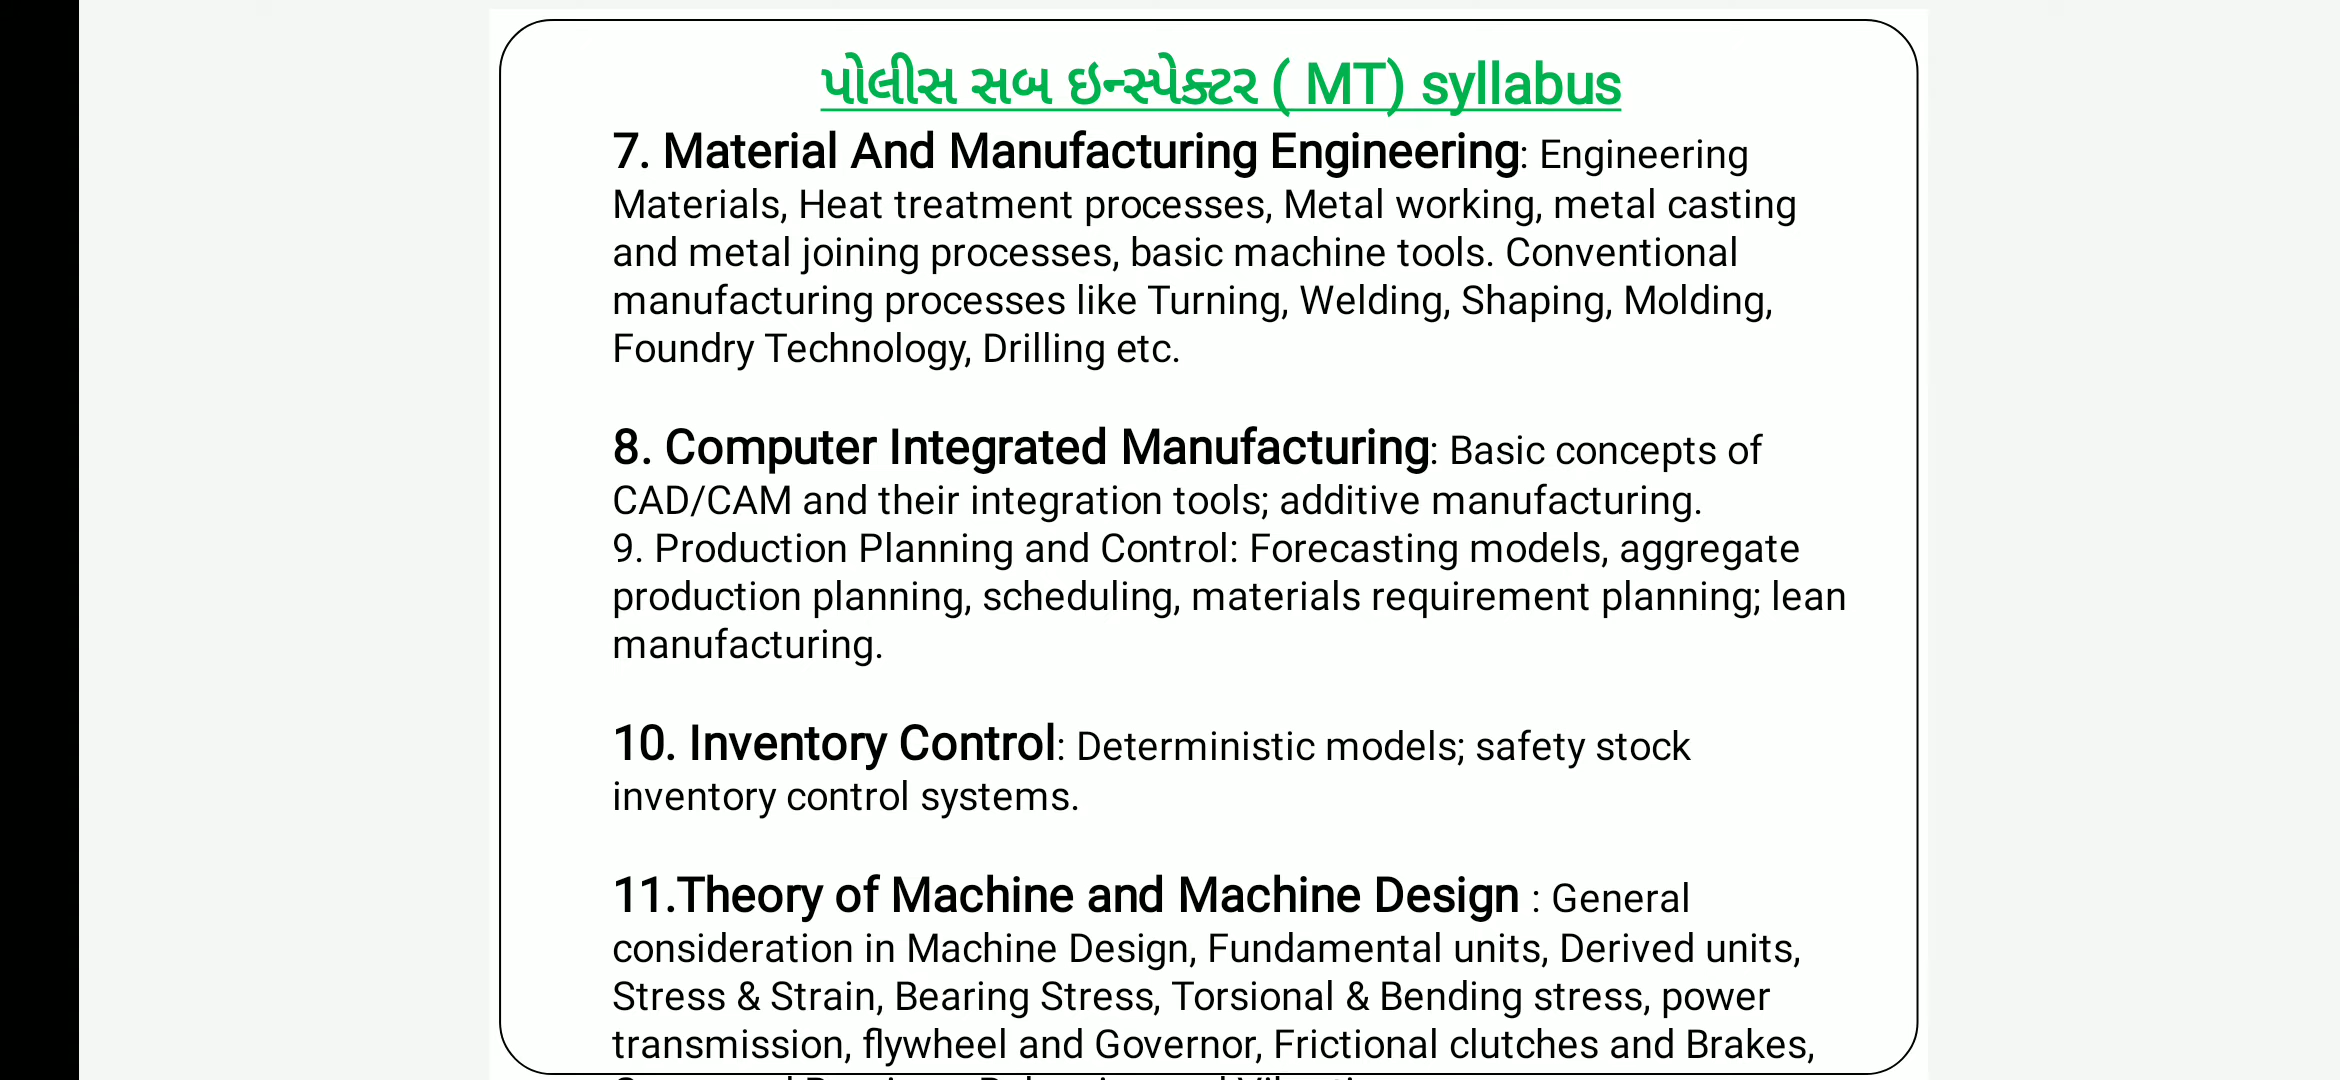 પોલીસ સબ ઇન્સ્પેક્ટર ( MT) syllabus
7. Material And Manufacturing Engineering: Engineering
Materials, Heat treatment processes, Metal working, metal casting
and metal joining processes, basic machine tools. Conventional
manufacturing processes like Turning, Welding, Shaping, Molding,
Foundry Technology, Drilling etc.
8. Computer Integrated Manufacturing: Basic concepts of
CAD/CAM and their integration tools; additive manufacturing.
9. Production Planning and Control: Forecasting models, aggregate
production planning, scheduling, materials requirement planning; lean
manufacturing.
10. Inventory Control: Deterministic models; safety stock
inventory control systems.
11.Theory of Machine and Machine Design : General
consideration in Machine Design, Fundamental units, Derived units,
Stress & Strain, Bearing Stress, Torsional & Bending stress, power
transmission, flywheel and Governor, Frictional clutches and Brakes,